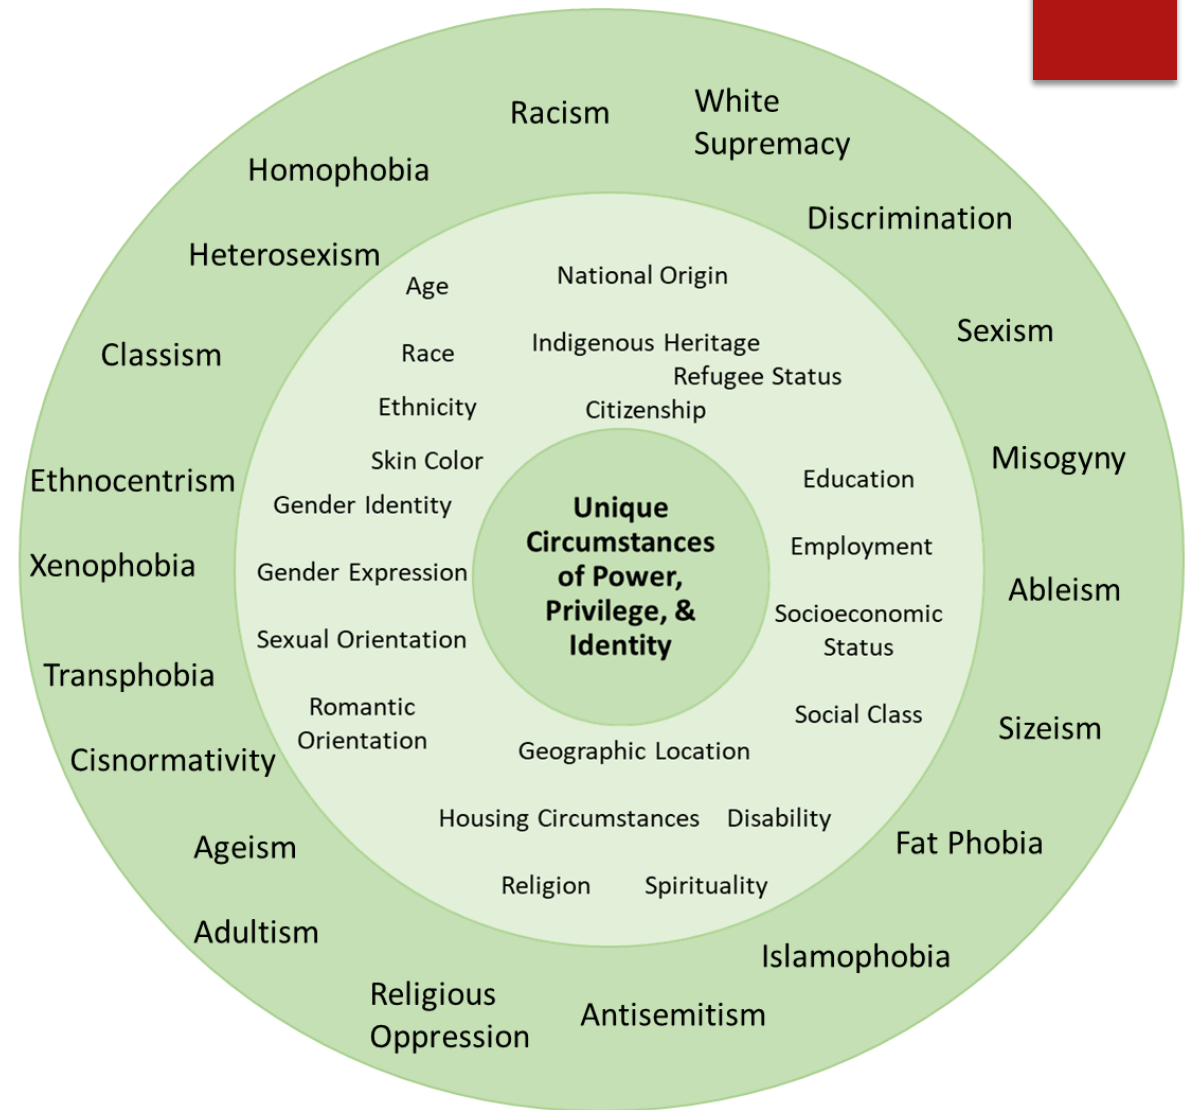 Racism
White
Supremacy
Homophobia
Discrimination
Heterosexism
Sexism
Classism
Misogyny
Ethnocentrism
Xenophobia
Ableism
Transphobia
Sizeism
Cisnormativity
Fat Phobia
Ageism
Adultism
Islamophobia
Religious
Oppression
Antisemitism
Age
National Origin
Race
Indigenous Heritage
Refugee Status
Ethnicity
Citizenship
Skin Color
Education
Gender Identity
Employment
Gender Expression
Socioeconomic
Status
Sexual Orientation
Romantic
Orientation
Social Class
Geographic Location
Housing Circumstances
Disability
Religion
Spirituality
Unique
Circumstances
of Power,
Privilege, &
Identity